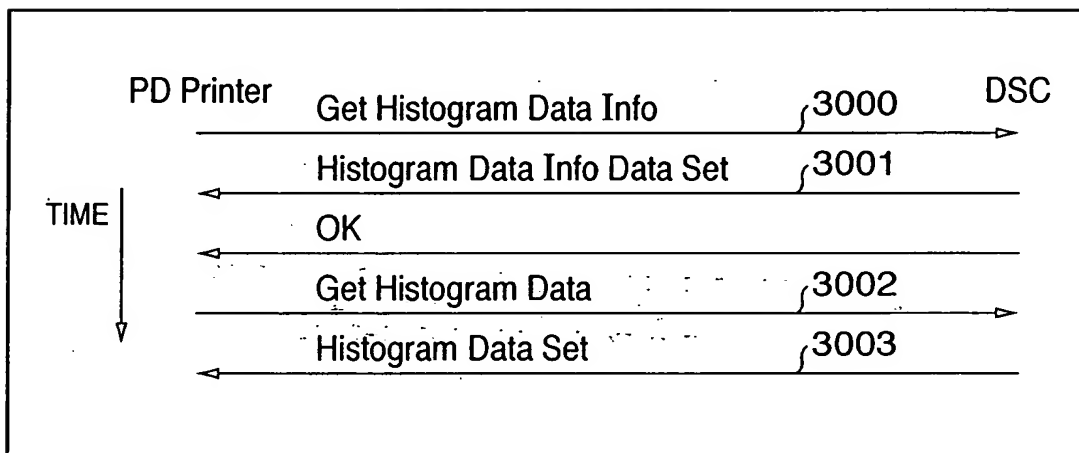 PD Printer DSC
Get Histogram Data Info 3000
Histogram Data Info Data Set 3001
TIME
OK
Get Histogram Data 3002
Histogram Data Set 3003